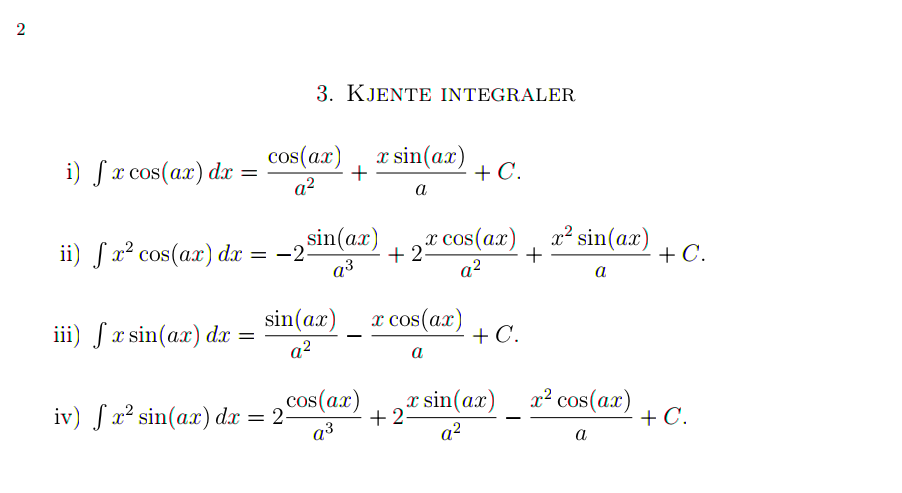 2
3. KJENTE INTEGRALER
i) ∫ x cos(ax) dx = cos(ax)/a² + x sin(ax)/a + C.
ii) ∫ x² cos(ax) dx = −2 sin(ax)/a³ + 2 x cos(ax)/a² + x² sin(ax)/a + C.
iii) ∫ x sin(ax) dx = sin(ax)/a² − x cos(ax)/a + C.
iv) ∫ x² sin(ax) dx = 2 cos(ax)/a³ + 2 x sin(ax)/a² − x² cos(ax)/a + C.